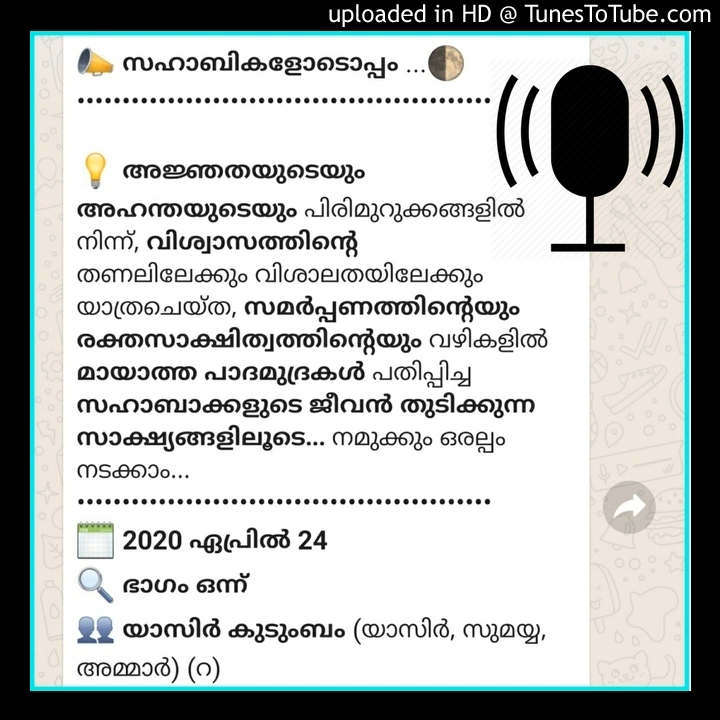 uploaded in HD @ TunesToTube.com
📣 സഹാബികളോടൊപ്പം ...🌗
••••••••••••••••••••••••••••••••••••••••••••••
💡 അജ്ഞതയുടെയും
അഹന്തയുടെയും പിരിമുറുക്കങ്ങളിൽ
നിന്ന്, വിശ്വാസത്തിന്റെ
തണലിലേക്കും വിശാലതയിലേക്കും
യാത്രചെയ്ത, സമർപ്പണത്തിന്റെയും
രക്തസാക്ഷിത്വത്തിന്റെയും വഴികളിൽ
മായാത്ത പാദമുദ്രകൾ പതിപ്പിച്ച
സഹാബാക്കളുടെ ജീവൻ തുടിക്കുന്ന
സാക്ഷ്യങ്ങളിലൂടെ... നമുക്കും ഒരല്പം
നടക്കാം...
••••••••••••••••••••••••••••••••••••••••••••••
🗓 2020 ഏപ്രിൽ 24
🔍 ഭാഗം ഒന്ന്
👥 യാസിർ കുടുംബം (യാസിർ, സുമയ്യ,
അമ്മാർ) (റ)